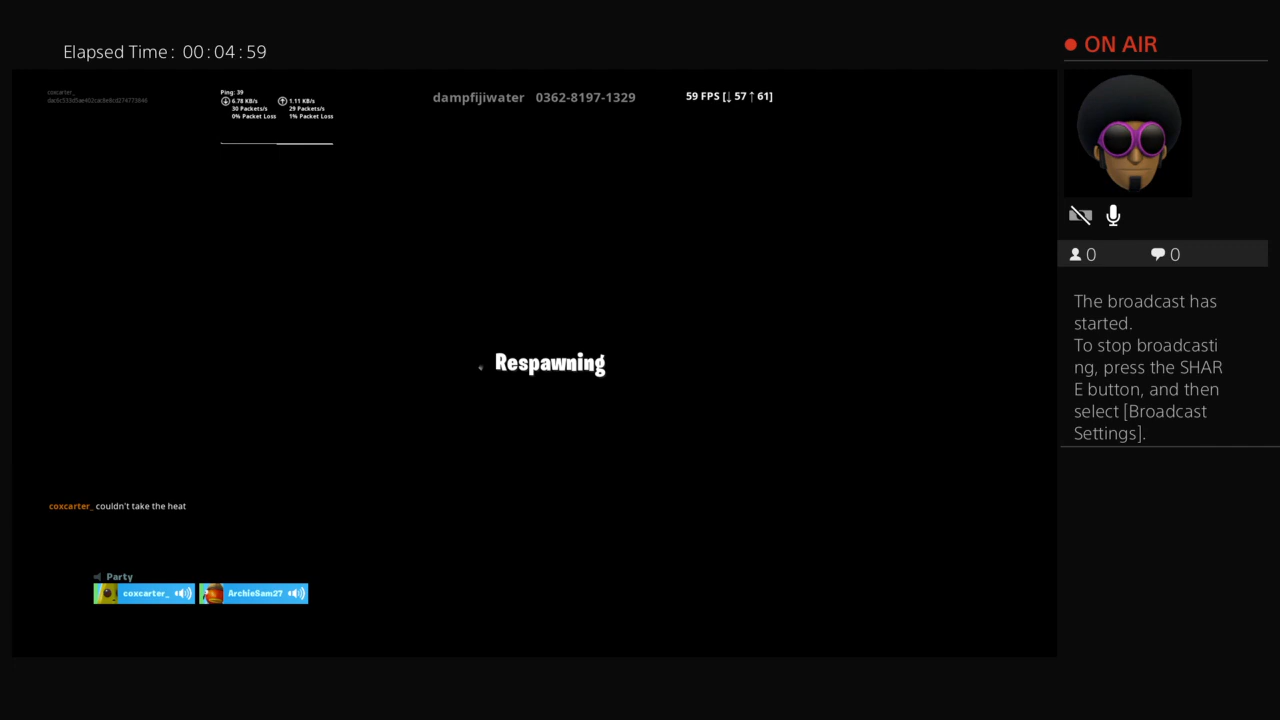 Elapsed Time: 00:04:59
ON AIR
coxcarter_
Ping: 39
6.78 KB/s 1.11 KB/s
30 Packets/s 29 Packets/s
0% Packet Loss 1% Packet Loss
dampfijiwater 0362-8197-1329
59 FPS [↓ 57 ↑ 61]
0 0
The broadcast has
started.
To stop broadcasti
ng, press the SHAR
E button, and then
select [Broadcast
Settings].
Respawning
coxcarter_ couldn't take the heat
Party
coxcarter_ ArchieSam27